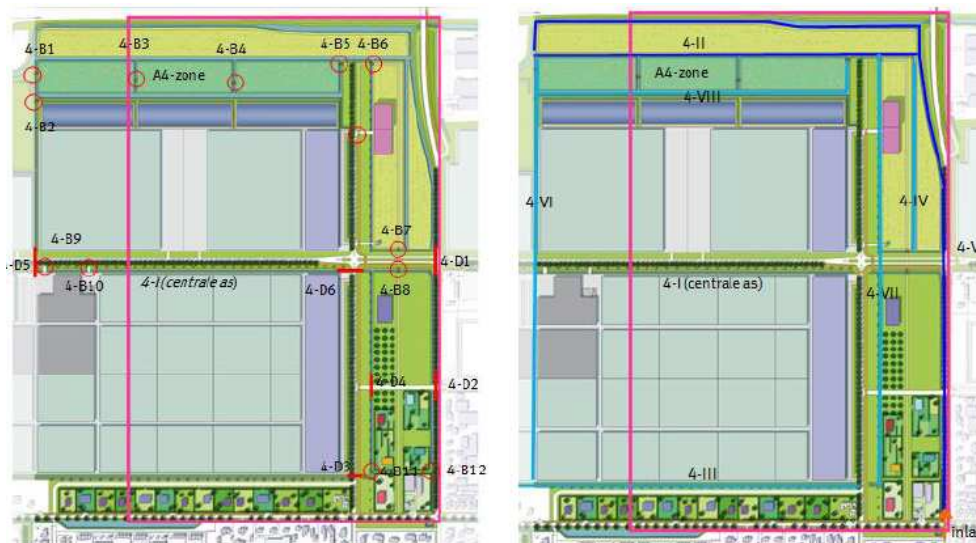 4-B1
4-B3
4-B4
4-B5
4-B6
A4-zone
4-B2
4-B9
4-B7
4-D5
4-D1
4-B10
4-I(centrale as)
4-D6
4-B8
4-D4
4-D2
4-D3
4-B11
4-B12
4-II
A4-zone
4-VIII
4-VI
4-IV
4-V
4-I(centrale as)
4-VII
4-III
inla